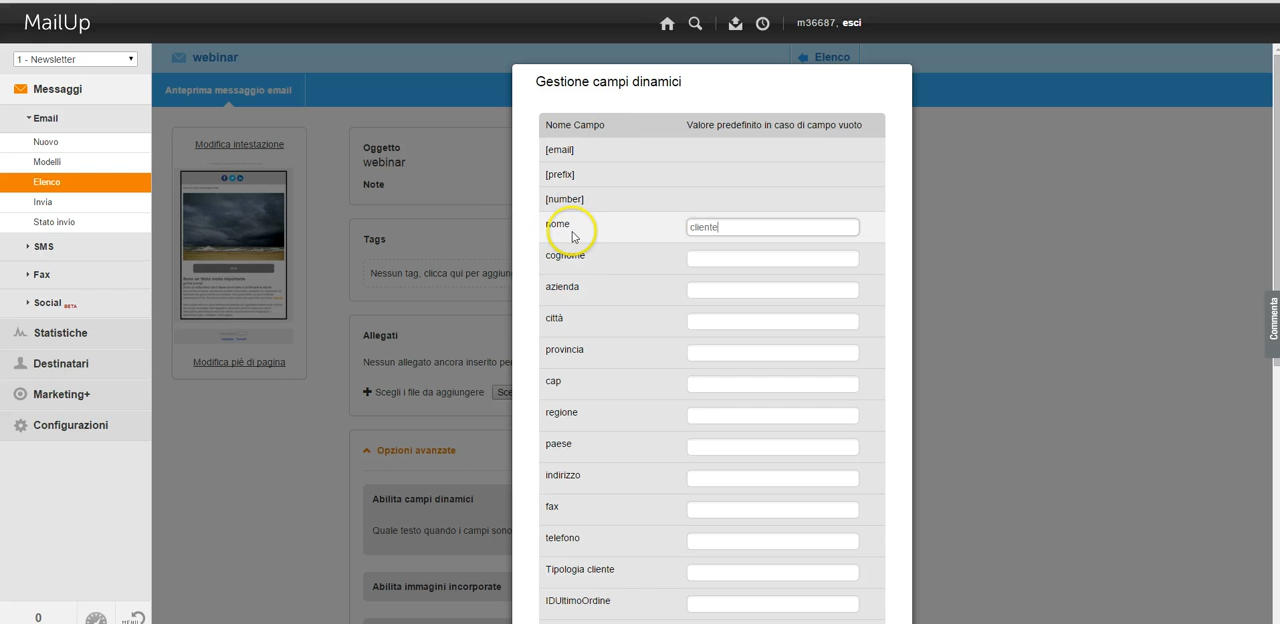 MailUp
m36687, esci
1 - Newsletter
Messaggi
Email
Nuovo
Modelli
Elenco
Invia
Stato invio
SMS
Fax
Social BETA
Statistiche
Destinatari
Marketing+
Configurazioni
0
MENU
webinar
Elenco
Anteprima messaggio email
Modifica intestazione
Modifica piè di pagina
Oggetto
webinar
Note
Tags
Nessun tag, clicca qui per aggiun
Allegati
Nessun allegato ancora inserito pe
Scegli i file da aggiungere
Sce
Opzioni avanzate
Abilita campi dinamici
Quale testo quando i campi sono
Abilita immagini incorporate
Gestione campi dinamici
Nome Campo Valore predefinito in caso di campo vuoto
[email]
[prefix]
[number]
nome cliente
cognome
azienda
città
provincia
cap
regione
paese
indirizzo
fax
telefono
Tipologia cliente
IDUltimoOrdine
Commenta